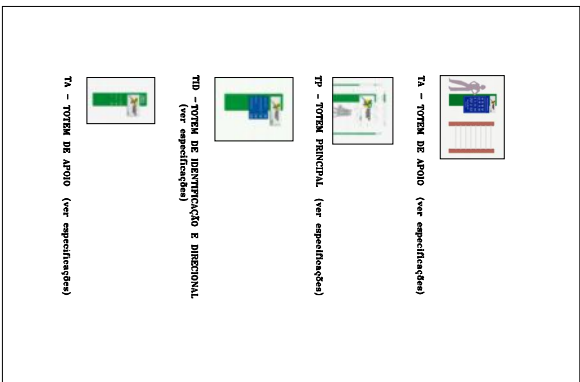 TA - TOTEM DE APOIO (ver especificações)
TP - TOTEM PRINCIPAL (ver especificações)
TID - TOTEM DE IDENTIFICAÇÃO E DIRECIONAL
(ver especificações)
TA - TOTEM DE APOIO (ver especificações)